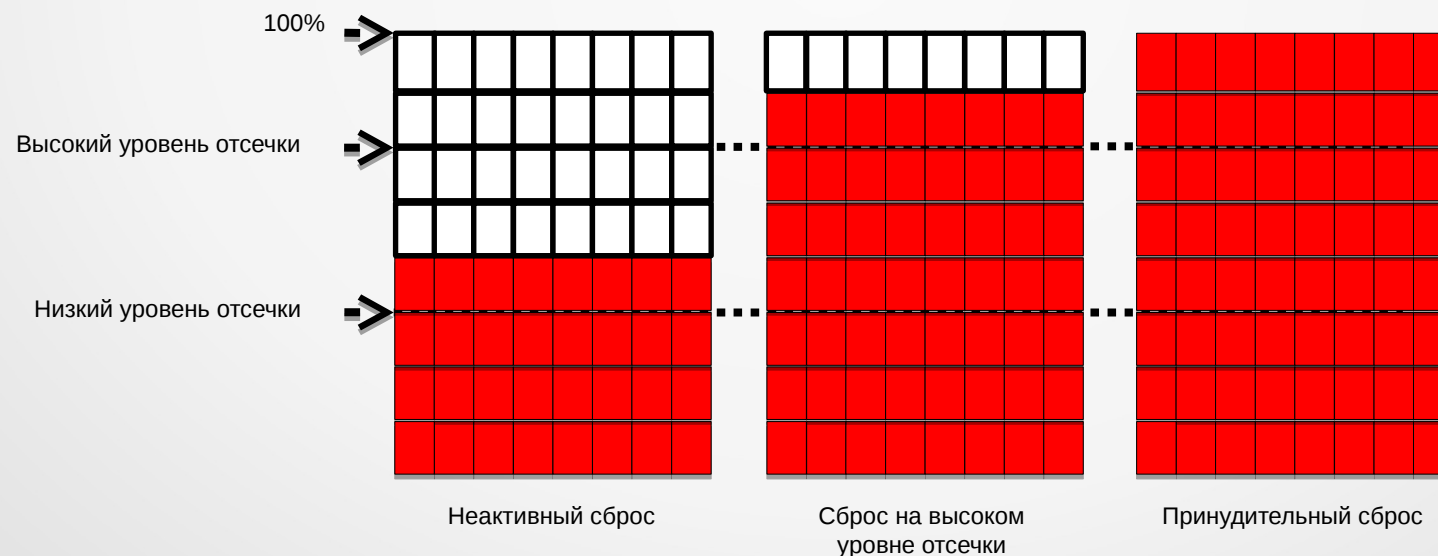 100%
Высокий уровень отсечки
Низкий уровень отсечки
Неактивный сброс
Сброс на высоком
уровне отсечки
Принудительный сброс